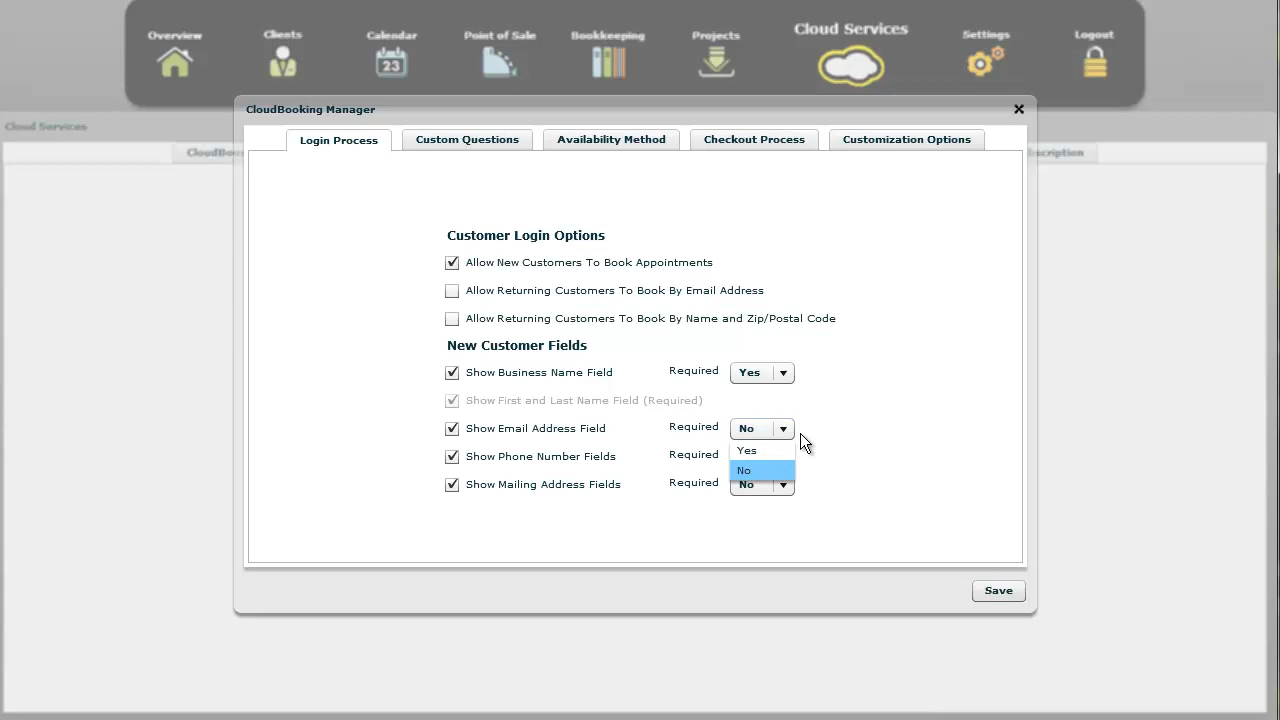 Overview
Clients
Calendar
Point of Sale
Bookkeeping
Projects
Cloud Services
Settings
Logout
23
CloudBooking Manager
Cloud Services
Login Process
Custom Questions
Availability Method
Checkout Process
Customization Options
CloudBoo
scription
Customer Login Options
Allow New Customers To Book Appointments
Allow Returning Customers To Book By Email Address
Allow Returning Customers To Book By Name and Zip/Postal Code
New Customer Fields
Show Business Name Field Required Yes
Show First and Last Name Field (Required)
Show Email Address Field Required No
Yes
Show Phone Number Fields Required
No
Show Mailing Address Fields Required No
Save